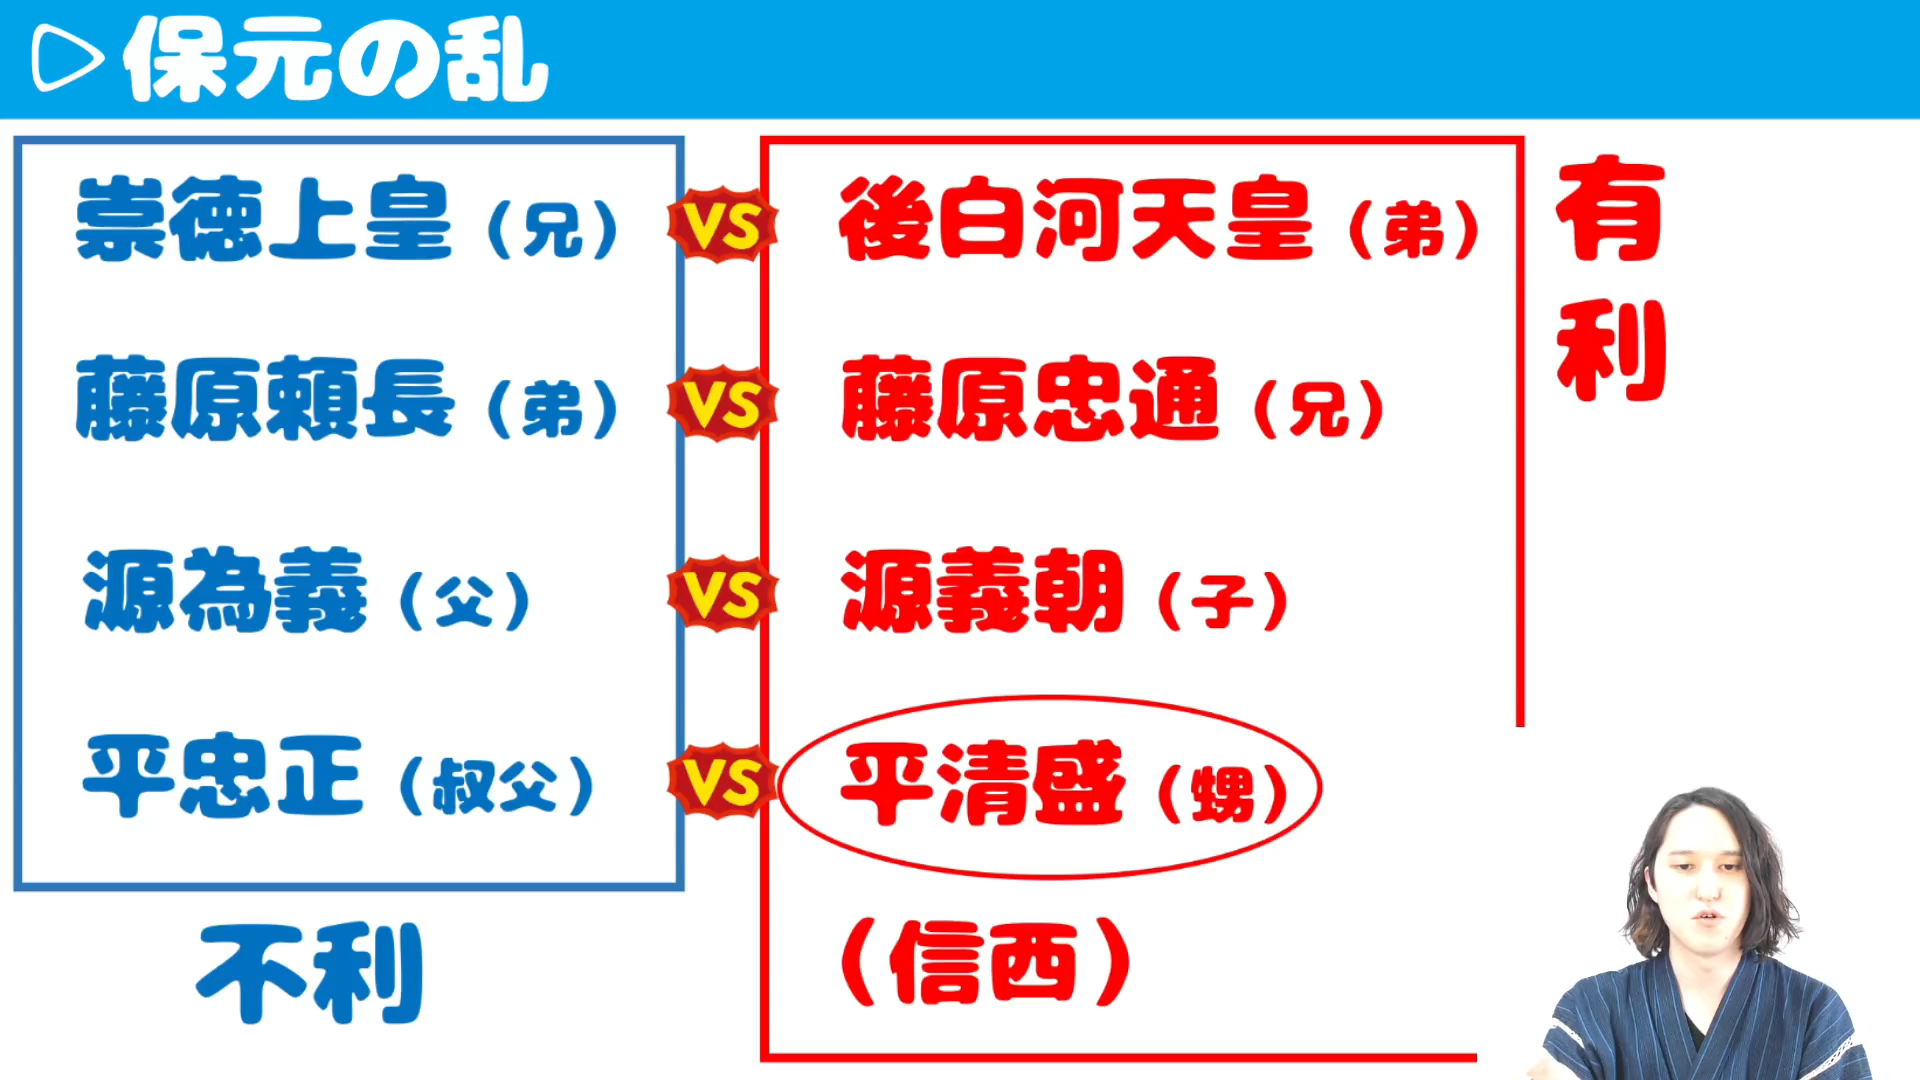 保元の乱
崇徳上皇（兄） VS 後白河天皇（弟）
藤原頼長（弟） VS 藤原忠通（兄）
源為義（父） VS 源義朝（子）
平忠正（叔父） VS 平清盛（甥）
（信西）
不利
有利